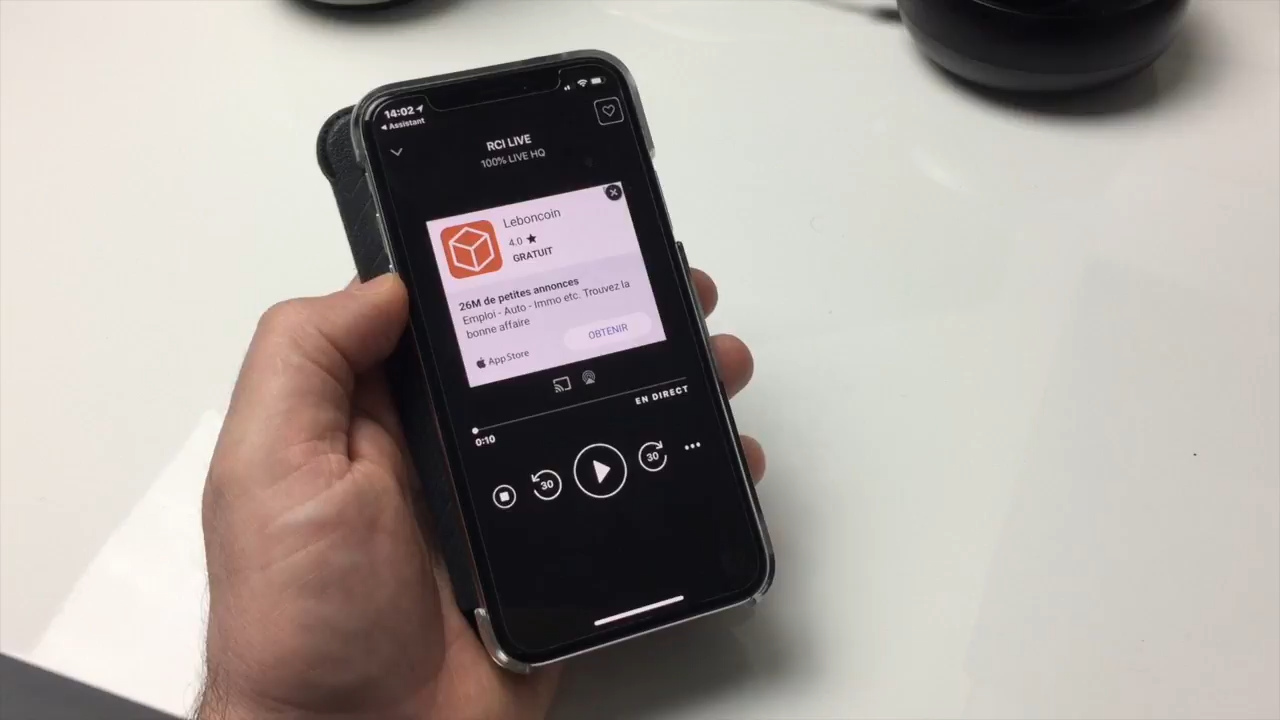 14:02
Assistant
RCI LIVE
100% LIVE HQ
Leboncoin
4.0 ★
GRATUIT
26M de petites annonces
Emploi - Auto - Immo etc. Trouvez la
bonne affaire
OBTENIR
App Store
EN DIRECT
0:10
30
30